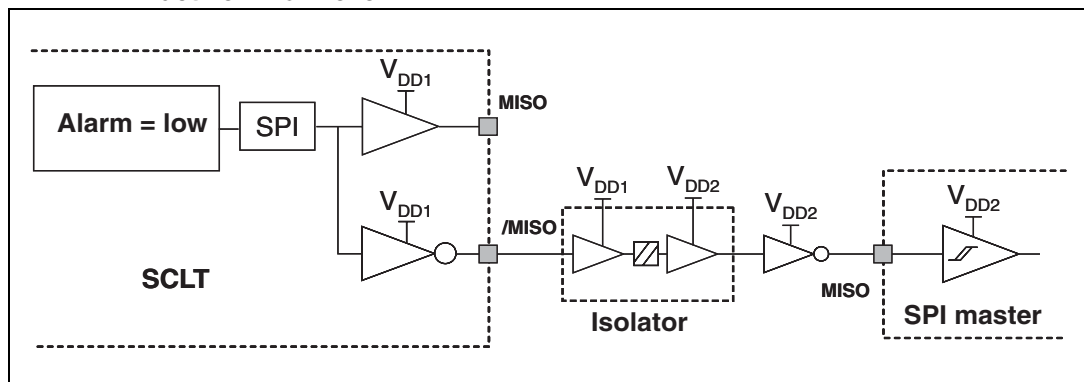 V_DD1
MISO
Alarm = low
SPI
V_DD1
V_DD1
V_DD2
V_DD2
V_DD2
/MISO
MISO
SCLT
Isolator
SPI master